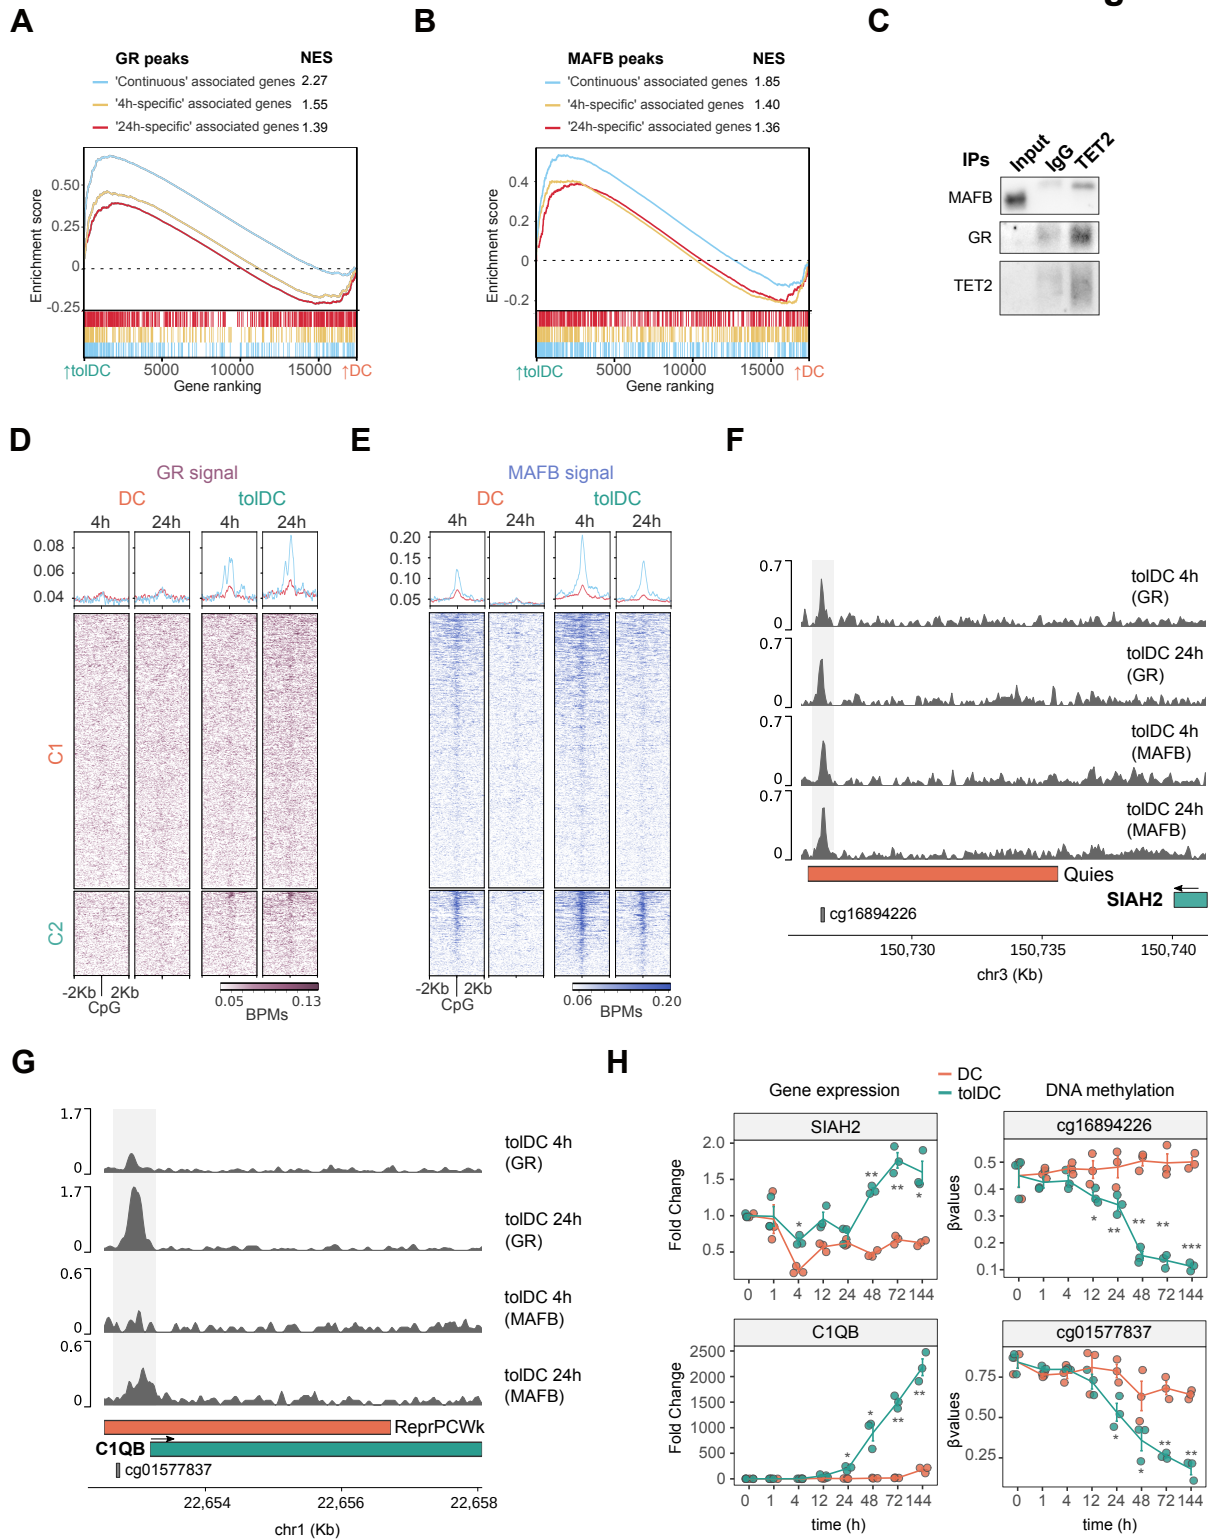 A
GR peaks NES
'Continuous' associated genes 2.27
'4h-specific' associated genes 1.55
'24h-specific' associated genes 1.39
Enrichment score
0.50
0.25
0
-0.25
↑tolDC 5000 10000 15000 ↑DC
Gene ranking
B
MAFB peaks NES
'Continuous' associated genes 1.85
'4h-specific' associated genes 1.40
'24h-specific' associated genes 1.36
Enrichment score
0.4
0.2
0
-0.2
↑tolDC 5000 10000 15000 ↑DC
Gene ranking
C
IPs Input IgG TET2
MAFB
GR
TET2
D
GR signal
DC tolDC
4h 24h 4h 24h
0.08
0.06
0.04
C1
C2
-2Kb 2Kb
CpG
0.05 0.13
BPMs
E
MAFB signal
DC tolDC
4h 24h 4h 24h
0.20
0.15
0.10
0.05
-2Kb 2Kb
CpG
0.06 0.20
BPMs
F
0.7
0
tolDC 4h
(GR)
0.7
0
tolDC 24h
(GR)
0.7
0
tolDC 4h
(MAFB)
0.7
0
tolDC 24h
(MAFB)
Quies
SIAH2
cg16894226
150,730 150,735 150,740
chr3 (Kb)
G
1.7
0
tolDC 4h
(GR)
1.7
0
tolDC 24h
(GR)
0.6
0
tolDC 4h
(MAFB)
0.6
0
tolDC 24h
(MAFB)
ReprPCWk
C1QB
cg01577837
22,654 22,656 22,658
chr1 (Kb)
H
Gene expression
DC
tolDC
DNA methylation
SIAH2
Fold Change
2.0
1.5
1.0
0.5
* ** ** *
0 1 4 12 24 48 72 144
cg16894226
βvalues
0.5
0.4
0.3
0.2
0.1
* ** ** ** ***
0 1 4 12 24 48 72 144
C1QB
Fold Change
2500
2000
1500
1000
500
0
* * ** **
0 1 4 12 24 48 72 144
time (h)
cg01577837
βvalues
0.75
0.50
0.25
* * ** **
0 1 4 12 24 48 72 144
time (h)